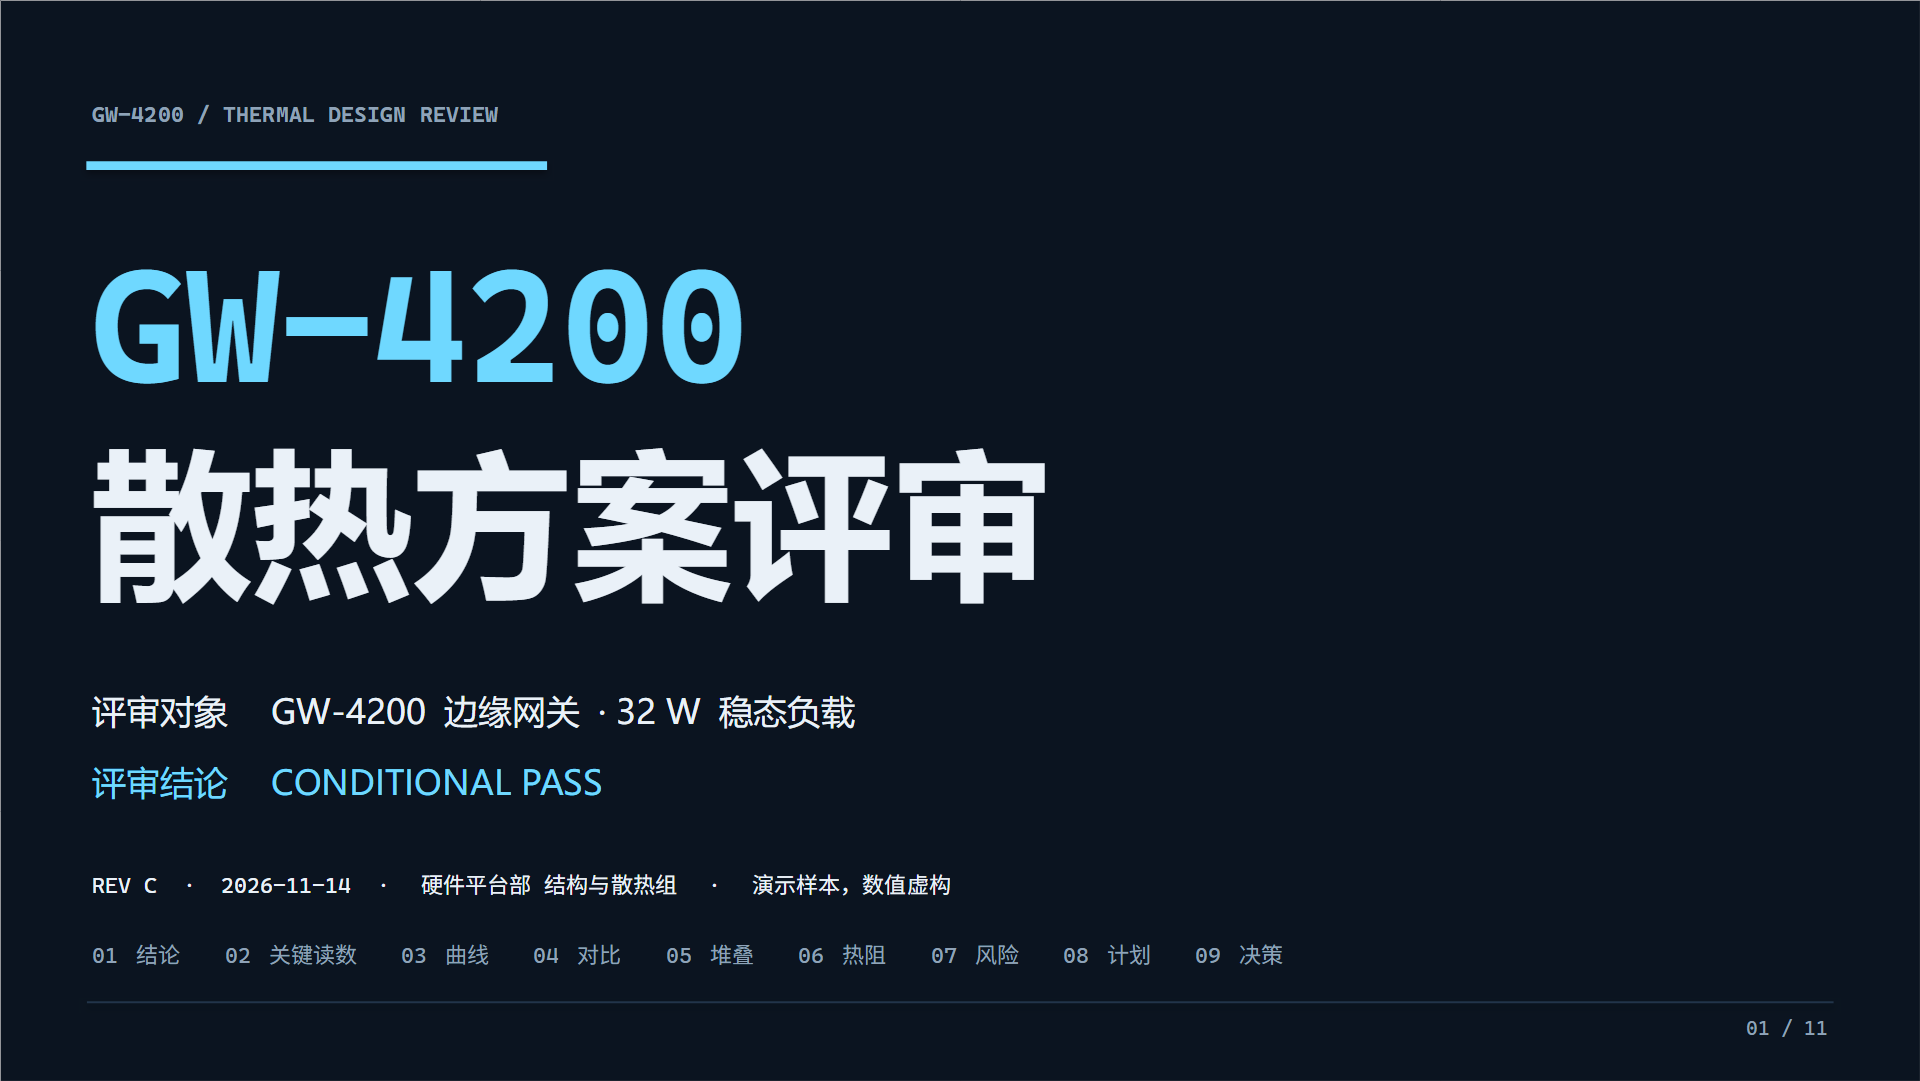 GW-4200 / THERMAL DESIGN REVIEW
GW-4200
散热方案评审
评审对象 GW-4200 边缘网关 · 32 W 稳态负载
评审结论 CONDITIONAL PASS
REV C · 2026-11-14 · 硬件平台部 结构与散热组 · 演示样本，数值虚构
01 结论 02 关键读数 03 曲线 04 对比 05 堆叠 06 热阻 07 风险 08 计划 09 决策
01 / 11